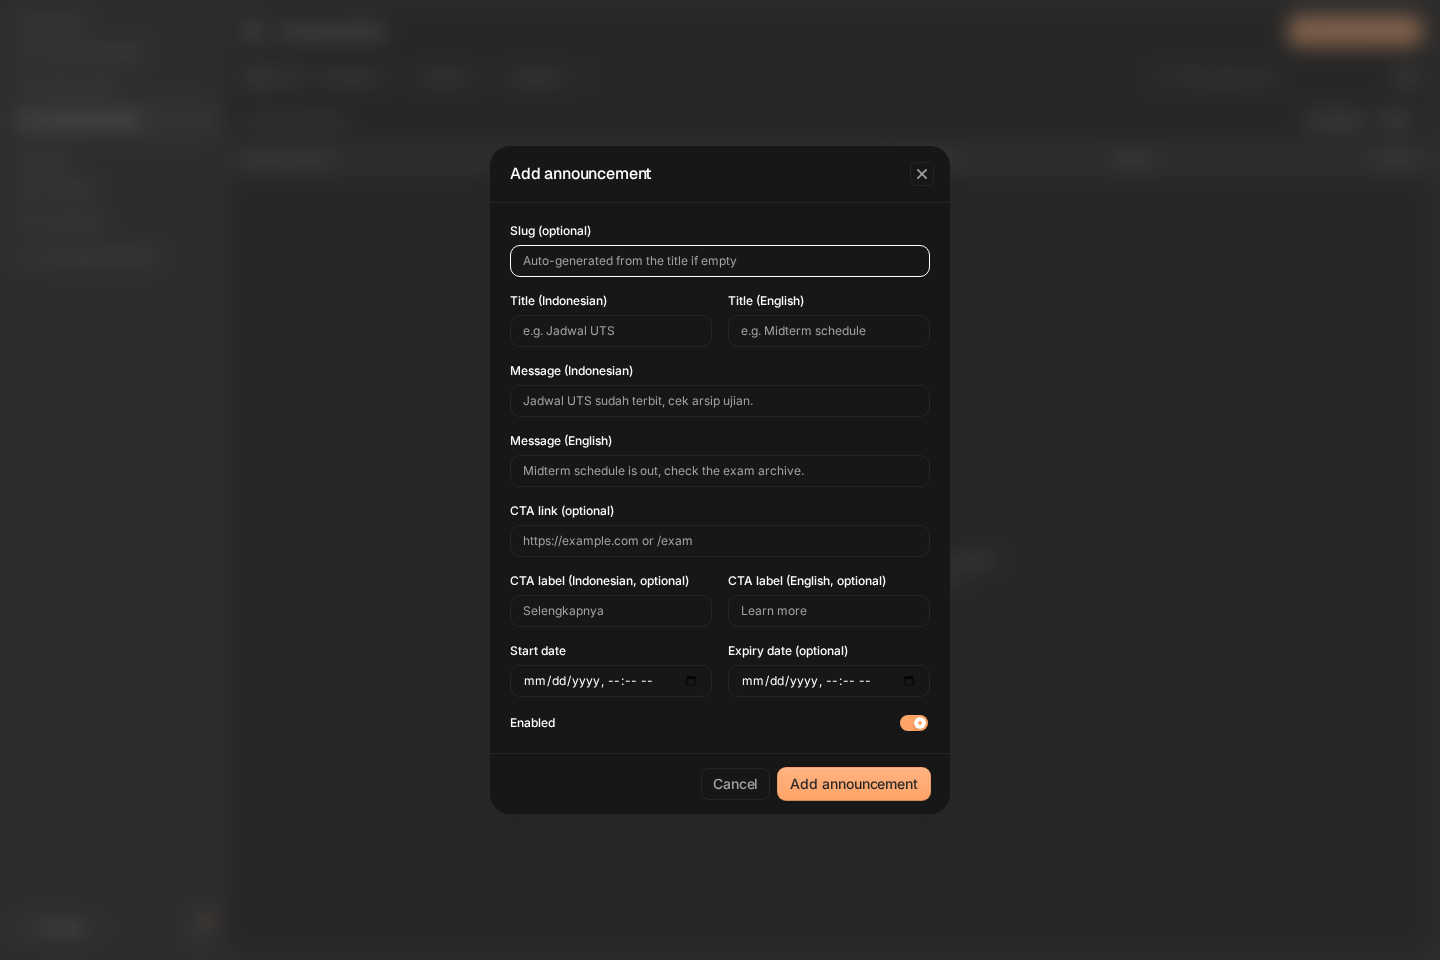 Add announcement
Slug (optional)
Auto-generated from the title if empty
Title (Indonesian)
Title (English)
e.g. Jadwal UTS
e.g. Midterm schedule
Message (Indonesian)
Jadwal UTS sudah terbit, cek arsip ujian.
Message (English)
Midterm schedule is out, check the exam archive.
CTA link (optional)
https://example.com or /exam
CTA label (Indonesian, optional)
CTA label (English, optional)
Selengkapnya
Learn more
Start date
Expiry date (optional)
mm/dd/yyyy, --:-- --
mm/dd/yyyy, --:-- --
Enabled
Cancel
Add announcement